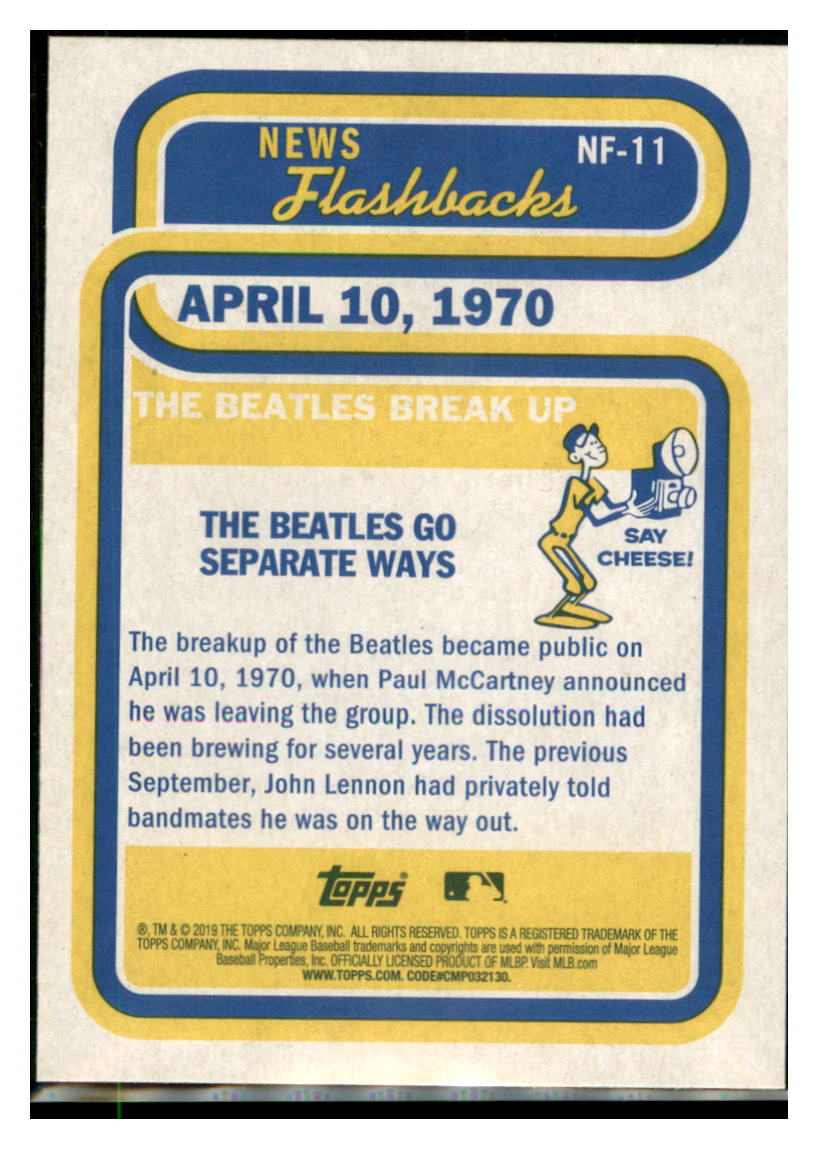 NEWS
NF-11
Flashbacks
APRIL 10, 1970
THE BEATLES BREAK UP
THE BEATLES GO
SEPARATE WAYS
SAY
CHEESE!
The breakup of the Beatles became public on
April 10, 1970, when Paul McCartney announced
he was leaving the group. The dissolution had
been brewing for several years. The previous
September, John Lennon had privately told
bandmates he was on the way out.
Topps®
®, TM & © 2019 THE TOPPS COMPANY, INC. ALL RIGHTS RESERVED. TOPPS IS A REGISTERED TRADEMARK OF THE
TOPPS COMPANY, INC. Major League Baseball trademarks and copyrights are used with permission of Major League
Baseball Properties, Inc. OFFICIALLY LICENSED PRODUCT OF MLBP. Visit MLB.com
WWW.TOPPS.COM. CODE#CMP032130.